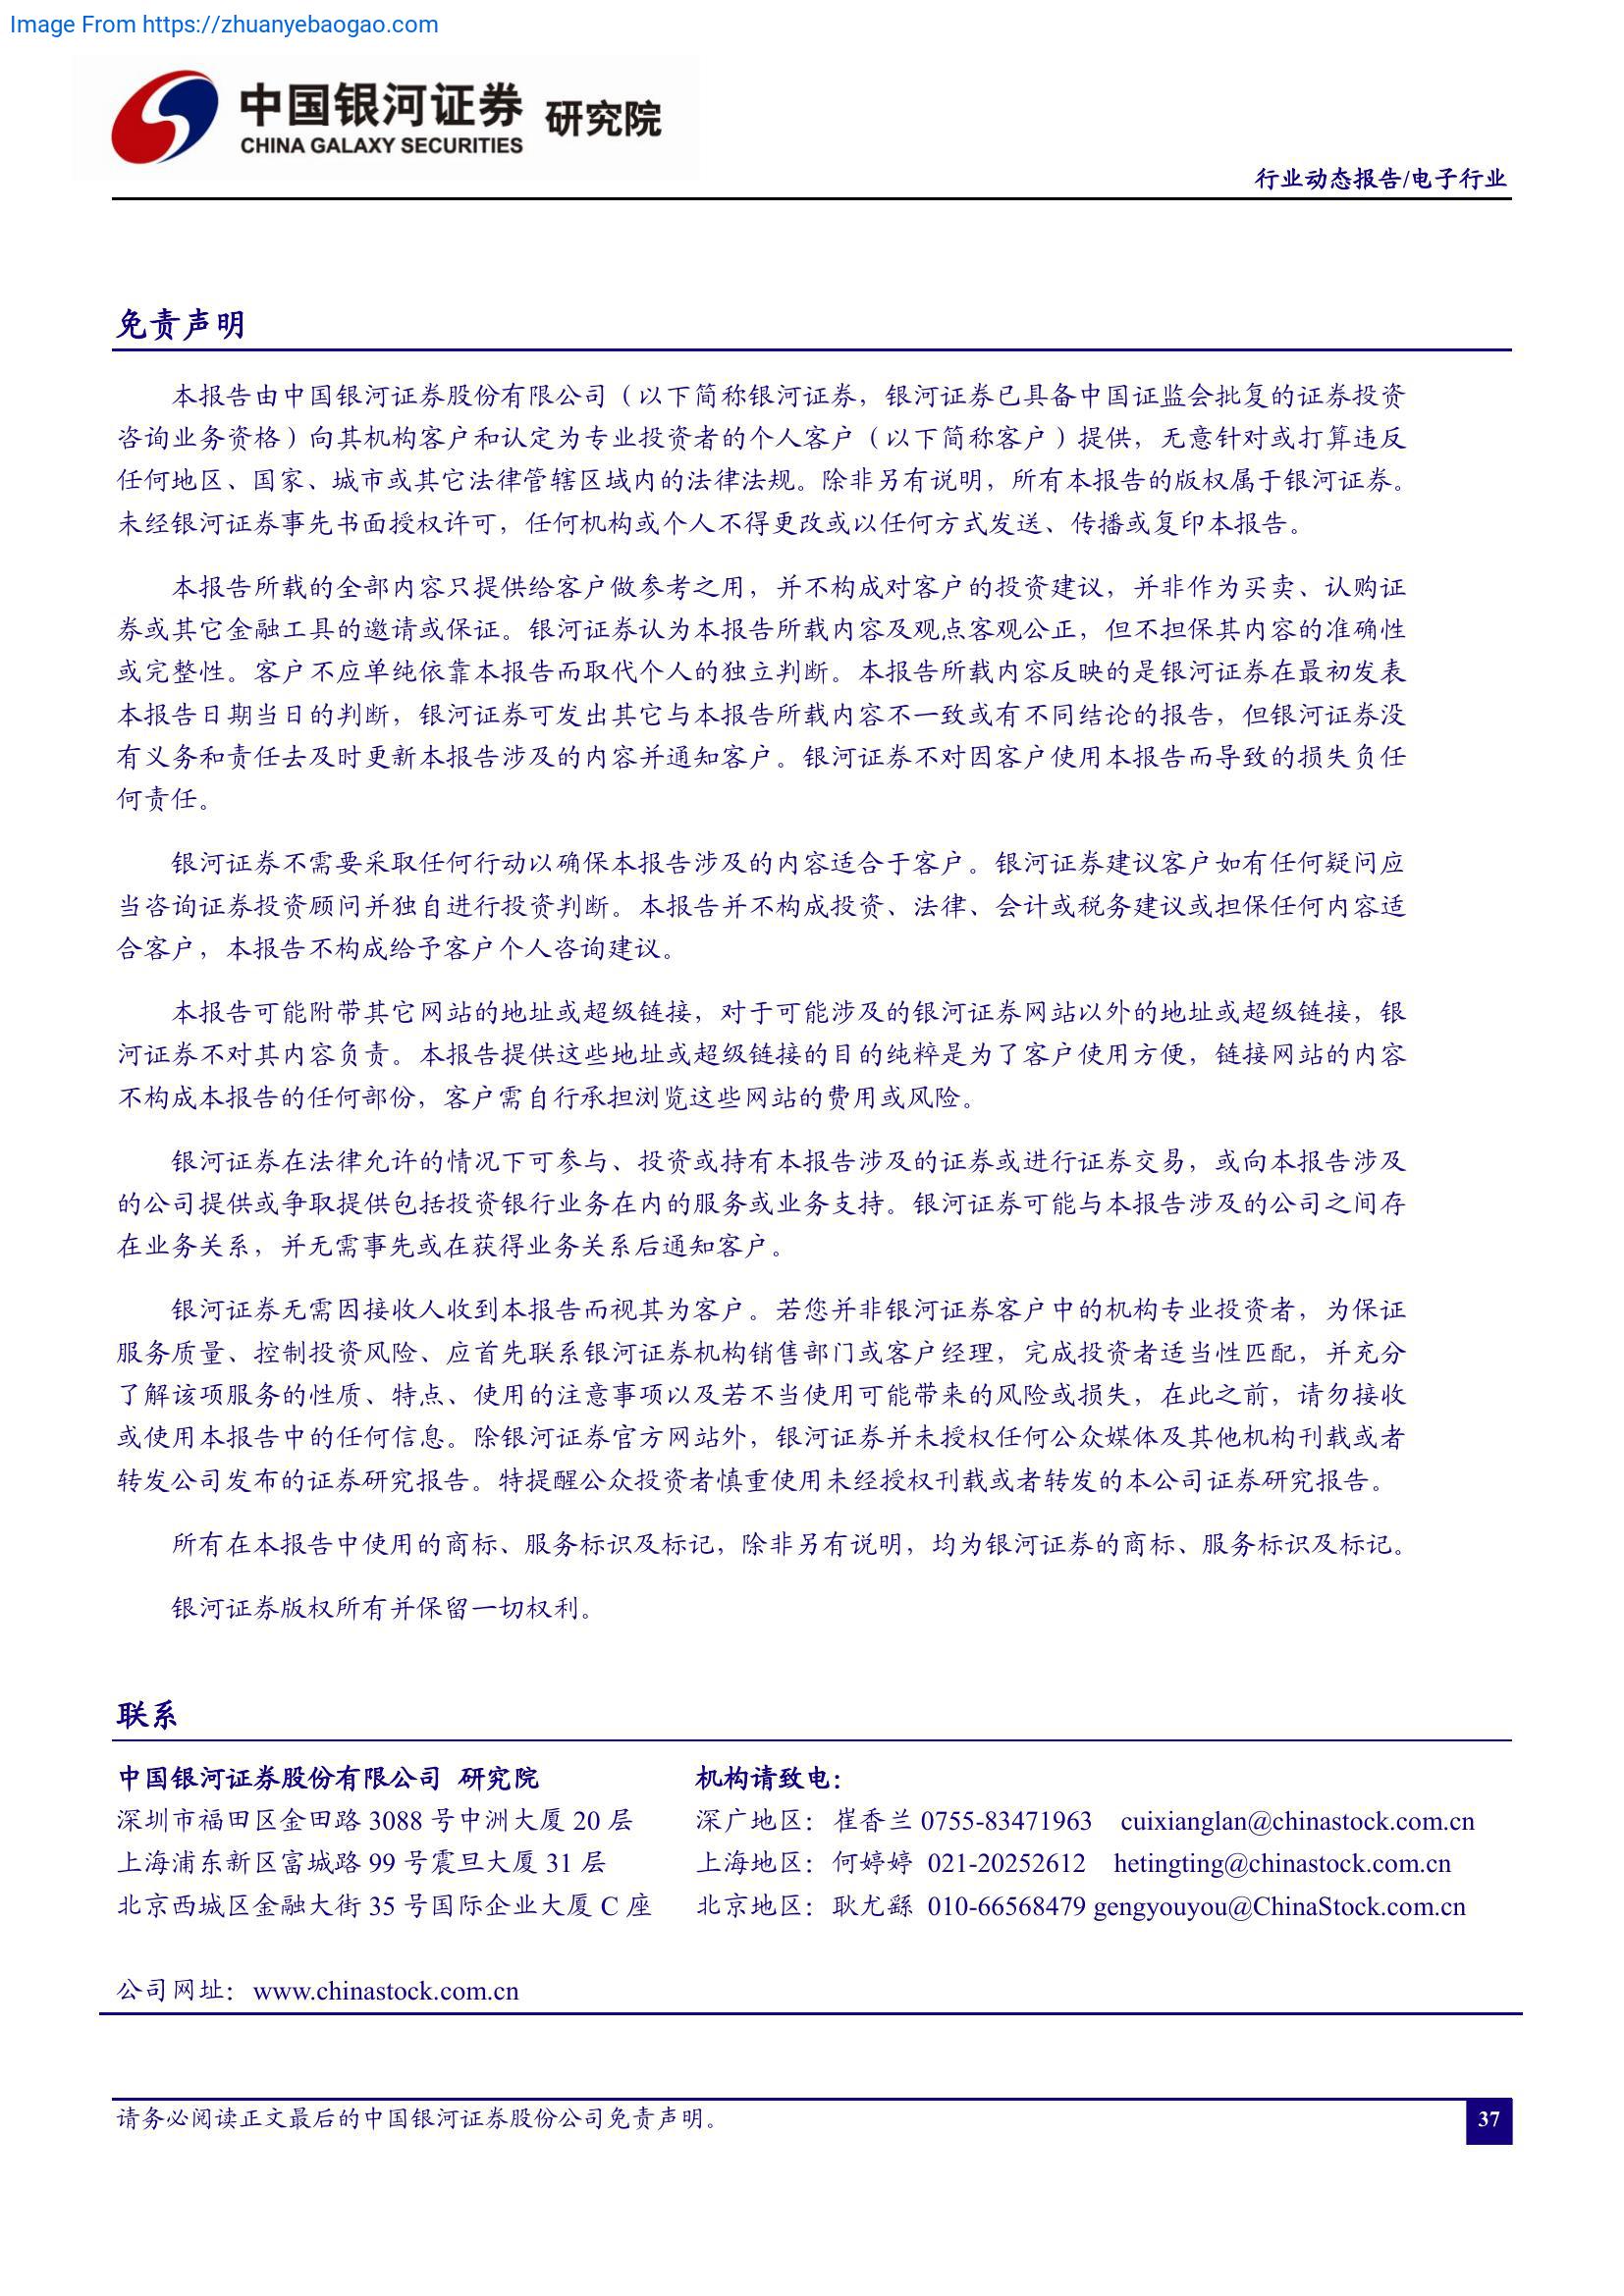 Image From https://zhuanyebaogao.com
中国银河证券 研究院
CHINA GALAXY SECURITIES
行业动态报告/电子行业
免责声明
本报告由中国银河证券股份有限公司（以下简称银河证券，银河证券已具备中国证监会批复的证券投资
咨询业务资格）向其机构客户和认定为专业投资者的个人客户（以下简称客户）提供，无意针对或打算违反
任何地区、国家、城市或其它法律管辖区域内的法律法规。除非另有说明，所有本报告的版权属于银河证券。
未经银河证券事先书面授权许可，任何机构或个人不得更改或以任何方式发送、传播或复印本报告。
本报告所载的全部内容只提供给客户做参考之用，并不构成对客户的投资建议，并非作为买卖、认购证
券或其它金融工具的邀请或保证。银河证券认为本报告所载内容及观点客观公正，但不担保其内容的准确性
或完整性。客户不应单纯依靠本报告而取代个人的独立判断。本报告所载内容反映的是银河证券在最初发表
本报告日期当日的判断，银河证券可发出其它与本报告所载内容不一致或有不同结论的报告，但银河证券没
有义务和责任去及时更新本报告涉及的内容并通知客户。银河证券不对因客户使用本报告而导致的损失负任
何责任。
银河证券不需要采取任何行动以确保本报告涉及的内容适合于客户。银河证券建议客户如有任何疑问应
当咨询证券投资顾问并独自进行投资判断。本报告并不构成投资、法律、会计或税务建议或担保任何内容适
合客户，本报告不构成给予客户个人咨询建议。
本报告可能附带其它网站的地址或超级链接，对于可能涉及的银河证券网站以外的地址或超级链接，银
河证券不对其内容负责。本报告提供这些地址或超级链接的目的纯粹是为了客户使用方便，链接网站的内容
不构成本报告的任何部份，客户需自行承担浏览这些网站的费用或风险。
银河证券在法律允许的情况下可参与、投资或持有本报告涉及的证券或进行证券交易，或向本报告涉及
的公司提供或争取提供包括投资银行业务在内的服务或业务支持。银河证券可能与本报告涉及的公司之间存
在业务关系，并无需事先或在获得业务关系后通知客户。
银河证券无需因接收人收到本报告而视其为客户。若您并非银河证券客户中的机构专业投资者，为保证
服务质量、控制投资风险、应首先联系银河证券机构销售部门或客户经理，完成投资者适当性匹配，并充分
了解该项服务的性质、特点、使用的注意事项以及若不当使用可能带来的风险或损失，在此之前，请勿接收
或使用本报告中的任何信息。除银河证券官方网站外，银河证券并未授权任何公众媒体及其他机构刊载或者
转发公司发布的证券研究报告。特提醒公众投资者慎重使用未经授权刊载或者转发的本公司证券研究报告。
所有在本报告中使用的商标、服务标识及标记，除非另有说明，均为银河证券的商标、服务标识及标记。
银河证券版权所有并保留一切权利。
联系
中国银河证券股份有限公司 研究院 机构请致电：
深圳市福田区金田路 3088 号中洲大厦 20 层 深广地区：崔香兰 0755-83471963 cuixianglan@chinastock.com.cn
上海浦东新区富城路 99 号震旦大厦 31 层 上海地区：何婷婷 021-20252612 hetingting@chinastock.com.cn
北京西城区金融大街 35 号国际企业大厦 C 座 北京地区：耿尤繇 010-66568479 gengyouyou@ChinaStock.com.cn
公司网址：www.chinastock.com.cn
请务必阅读正文最后的中国银河证券股份公司免责声明。
37